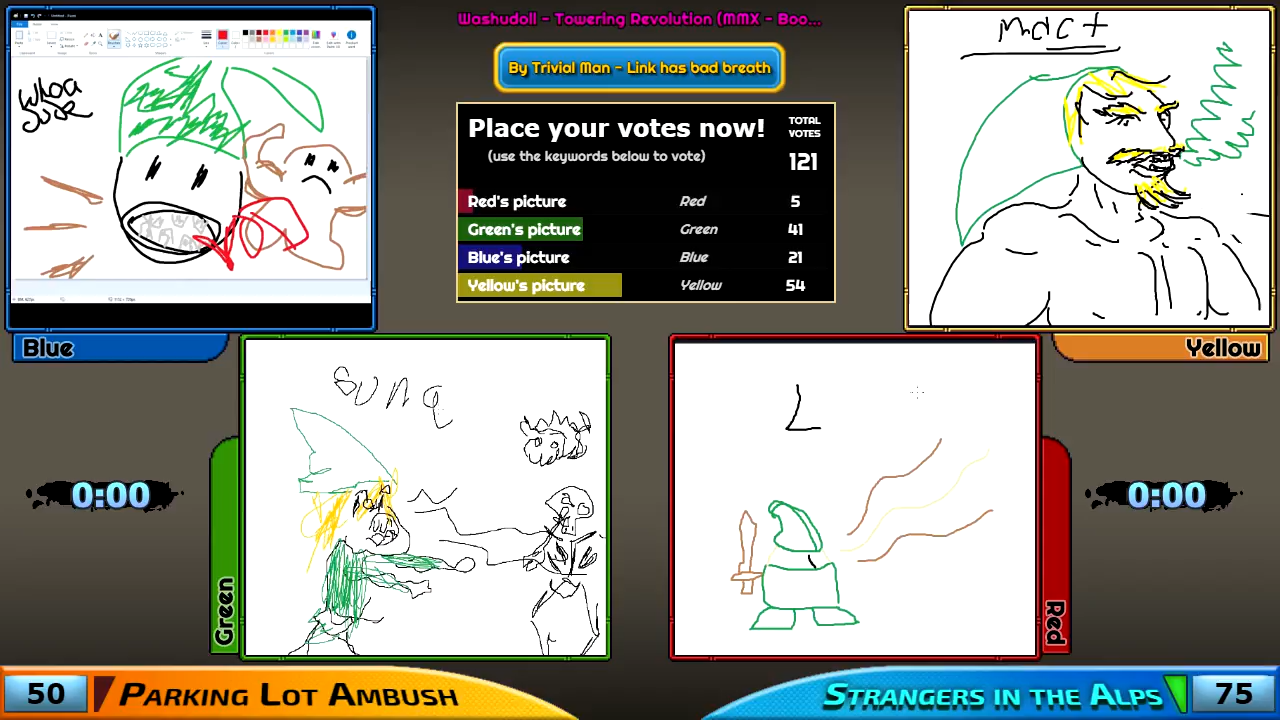 Washudoll - Towering Revolution (MMX - Boo...
By Trivial Man - Link has bad breath
Place your votes now!
(use the keywords below to vote)
TOTAL VOTES
121
Red's picture Red 5
Green's picture Green 41
Blue's picture Blue 21
Yellow's picture Yellow 54
Whoa
Blue
Yellow
L
0:00
0:00
Green
Red
50
PARKING LOT AMBUSH
STRANGERS IN THE ALPS
75